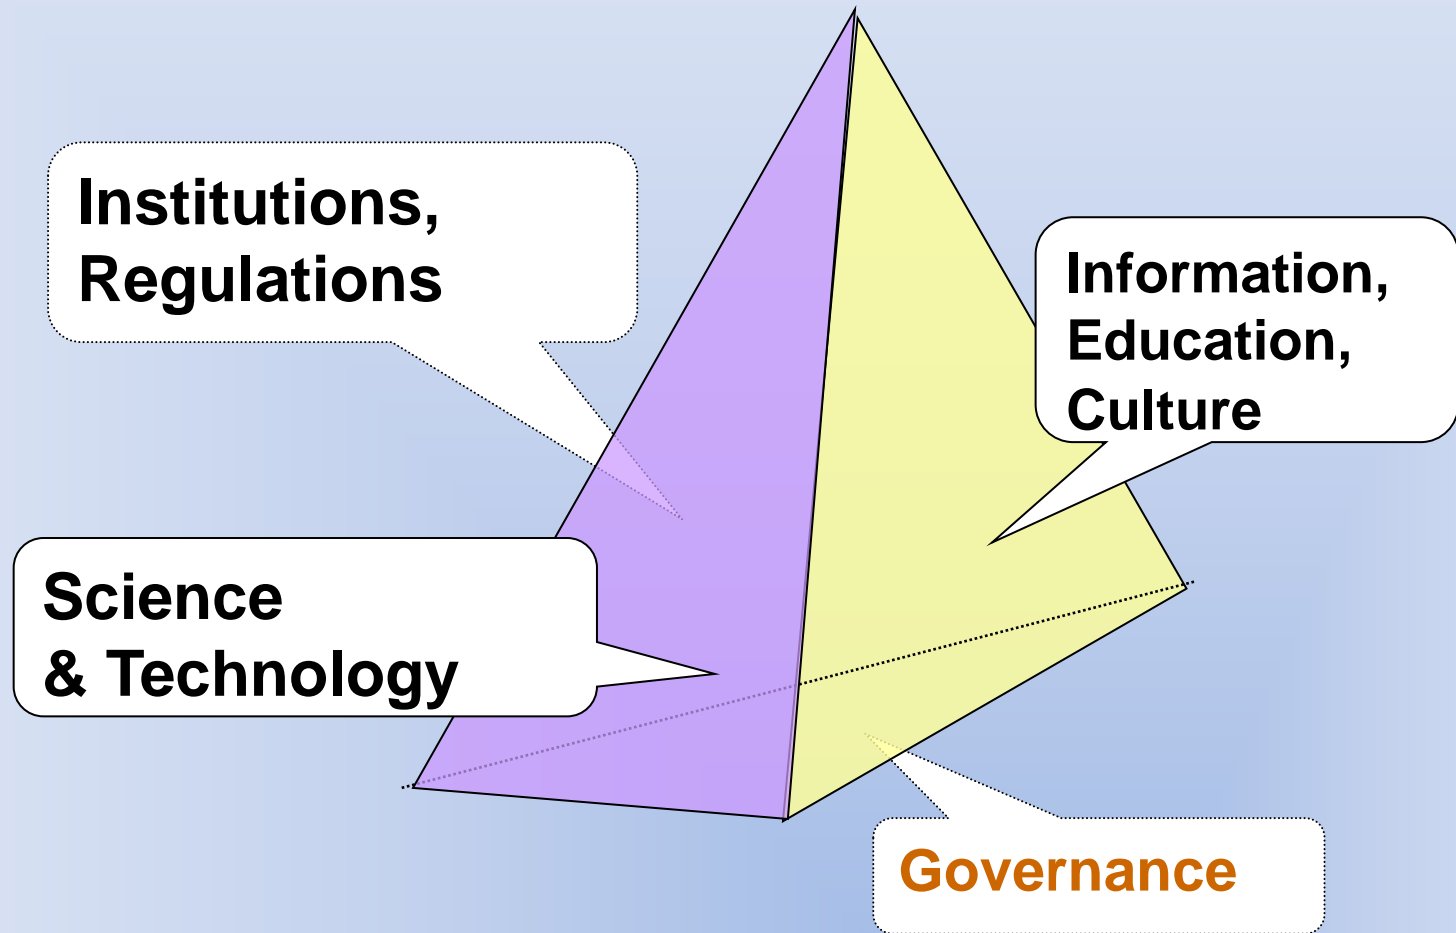 Institutions,
Regulations
Information,
Education,
Culture
Science
& Technology
Governance